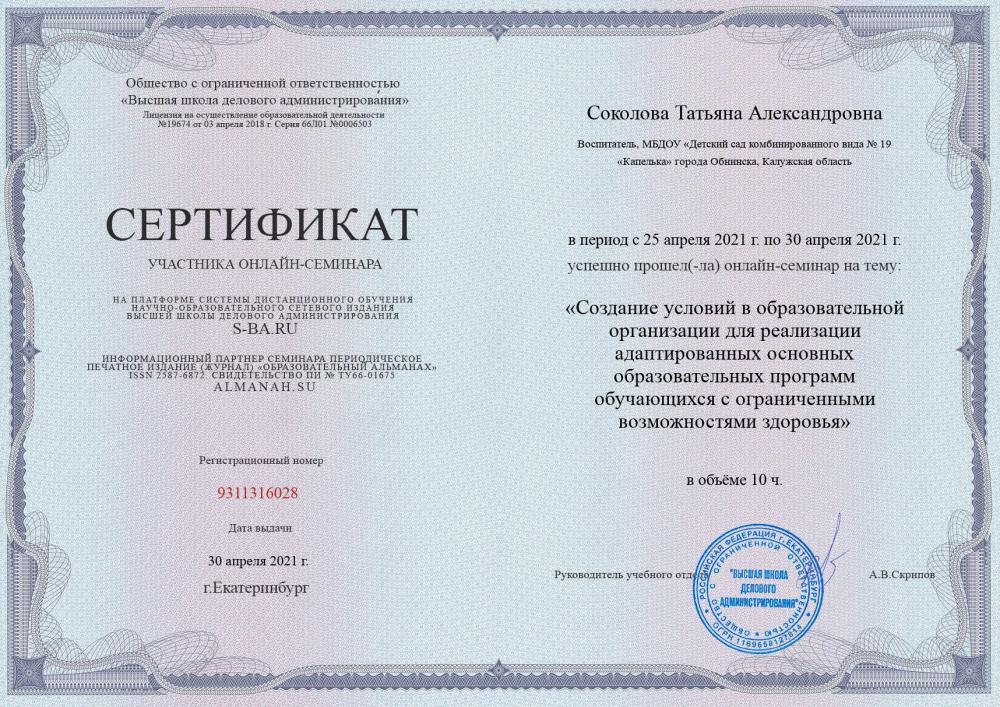 Общество с ограниченной ответственностью
«Высшая школа делового администрирования»
Лицензия на осуществление образовательной деятельности
№19674 от 03 апреля 2018 г. Серия 66Л01 №0006503
СЕРТИФИКАТ
УЧАСТНИКА ОНЛАЙН-СЕМИНАРА
НА ПЛАТФОРМЕ СИСТЕМЫ ДИСТАНЦИОННОГО ОБУЧЕНИЯ
НАУЧНО-ОБРАЗОВАТЕЛЬНОГО СЕТЕВОГО ИЗДАНИЯ
ВЫСШЕЙ ШКОЛЫ ДЕЛОВОГО АДМИНИСТРИРОВАНИЯ
S-BA.RU
ИНФОРМАЦИОННЫЙ ПАРТНЕР СЕМИНАРА ПЕРИОДИЧЕСКОЕ
ПЕЧАТНОЕ ИЗДАНИЕ (ЖУРНАЛ) «ОБРАЗОВАТЕЛЬНЫЙ АЛЬМАНАХ»
ISSN 2587-6872. СВИДЕТЕЛЬСТВО ПИ № ТУ66-01675
ALMANAH.SU
Регистрационный номер
9311316028
Дата выдачи
30 апреля 2021 г.
г.Екатеринбург
Соколова Татьяна Александровна
Воспитатель, МБДОУ «Детский сад комбинированного вида № 19
«Капелька» города Обнинска, Калужская область
в период с 25 апреля 2021 г. по 30 апреля 2021 г.
успешно прошел(-ла) онлайн-семинар на тему:
«Создание условий в образовательной
организации для реализации
адаптированных основных
образовательных программ
обучающихся с ограниченными
возможностями здоровья»
в объёме 10 ч.
Руководитель учебного отде А.В.Скрипов
РОССИЙСКАЯ ФЕДЕРАЦИЯ г. ЕКАТЕРИНБУРГ
ОБЩЕСТВО С ОГРАНИЧЕННОЙ ОТВЕТСТВЕННОСТЬЮ
"ВЫСШАЯ ШКОЛА
ДЕЛОВОГО
АДМИНИСТРИРОВАНИЯ"
ОГРН 1169658127814